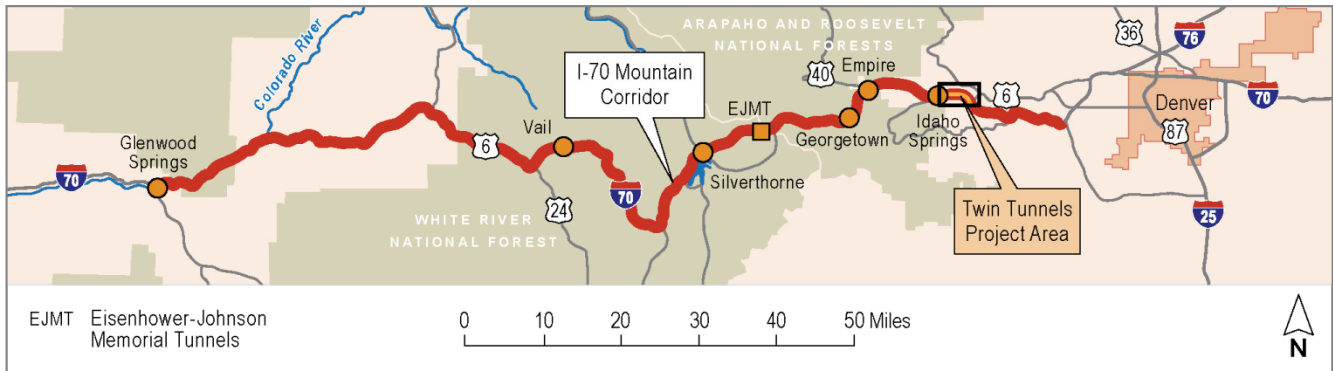 ARAPAHO AND ROOSEVELT
NATIONAL FORESTS
36
76
Colorado River
I-70 Mountain
Corridor
40
Empire
EJMT
6
70
Denver
Glenwood
Springs
Vail
6
Georgetown
Idaho
Springs
87
70
Silverthorne
70
24
WHITE RIVER
NATIONAL FOREST
Twin Tunnels
Project Area
25
EJMT Eisenhower-Johnson
Memorial Tunnels
0 10 20 30 40 50 Miles
N